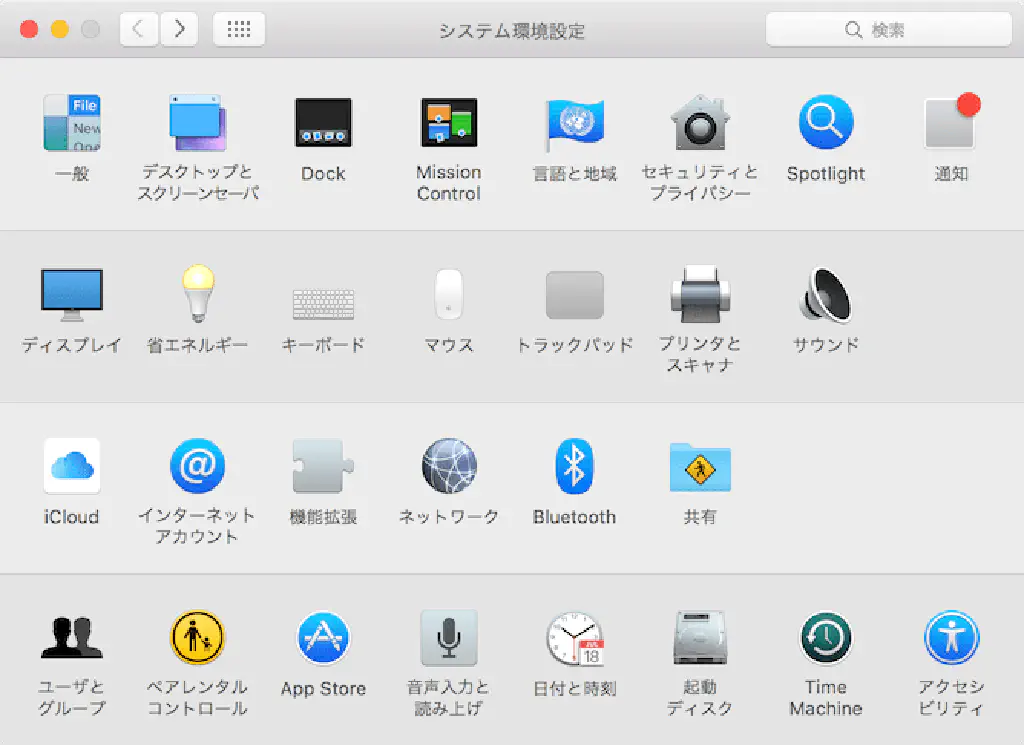 システム環境設定
検索
File
New
Ope
一般
デスクトップと
スクリーンセーバ
Dock
Mission
Control
言語と地域
セキュリティと
プライバシー
Spotlight
通知
ディスプレイ
省エネルギー
キーボード
マウス
トラックパッド
プリンタと
スキャナ
サウンド
iCloud
インターネット
アカウント
機能拡張
ネットワーク
Bluetooth
共有
ユーザと
グループ
ペアレンタル
コントロール
App Store
音声入力と
読み上げ
JUL
18
日付と時刻
起動
ディスク
Time
Machine
アクセシ
ビリティ